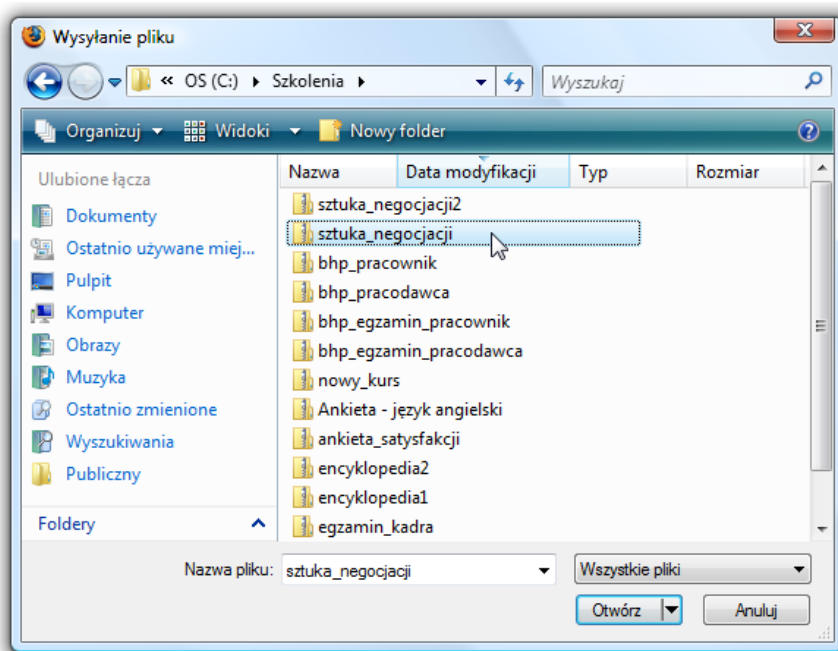 Wysyłanie pliku
« OS (C:) Szkolenia
Wyszukaj
Organizuj Widoki Nowy folder
Ulubione łącza
Dokumenty
Ostatnio używane miej...
Pulpit
Komputer
Obrazy
Muzyka
Ostatnio zmienione
Wyszukiwania
Publiczny
Foldery
Nazwa Data modyfikacji Typ Rozmiar
sztuka_negocjacji2
sztuka_negocjacji
bhp_pracownik
bhp_pracodawca
bhp_egzamin_pracownik
bhp_egzamin_pracodawca
nowy_kurs
Ankieta - język angielski
ankieta_satysfakcji
encyklopedia2
encyklopedia1
egzamin_kadra
Nazwa pliku: sztuka_negocjacji Wszystkie pliki
Otwórz Anuluj